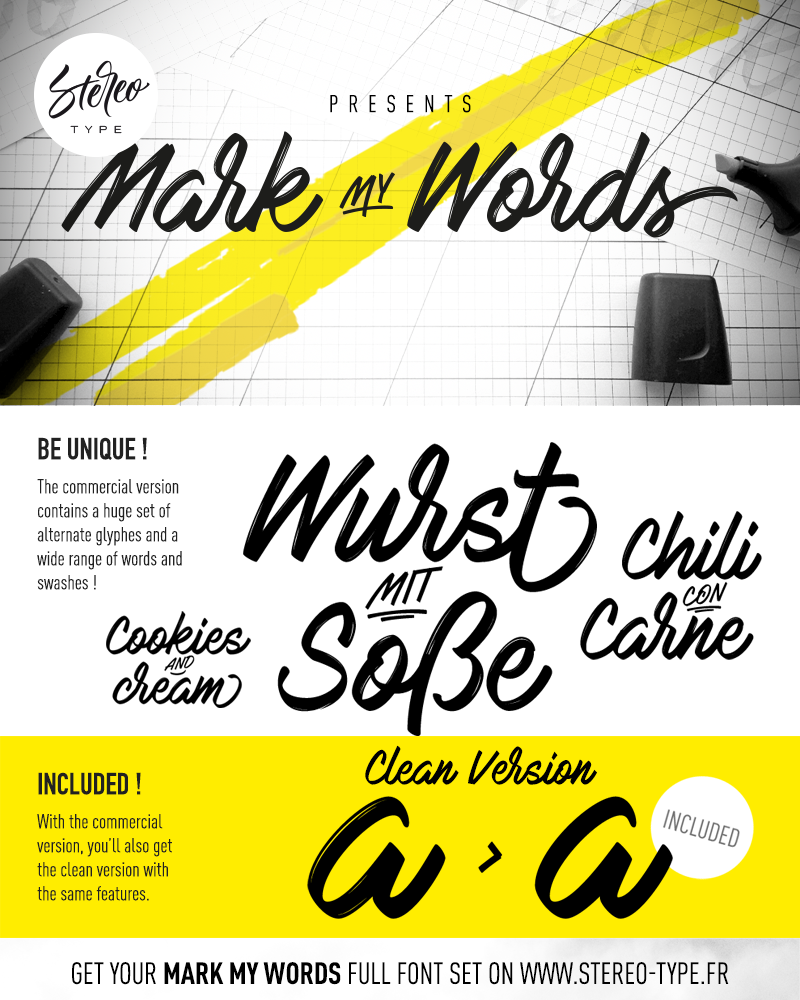 Stereo
TYPE
PRESENTS
Mark MY Words
BE UNIQUE !
The commercial version
contains a huge set of
alternate glyphes and a
wide range of words and
swashes !
Wurst
MIT
Soße
Chili
CON
Carne
Cookies
AND
cream
INCLUDED !
With the commercial
version, you'll also get
the clean version with
the same features.
Clean Version
a > a
INCLUDED
GET YOUR MARK MY WORDS FULL FONT SET ON WWW.STEREO-TYPE.FR